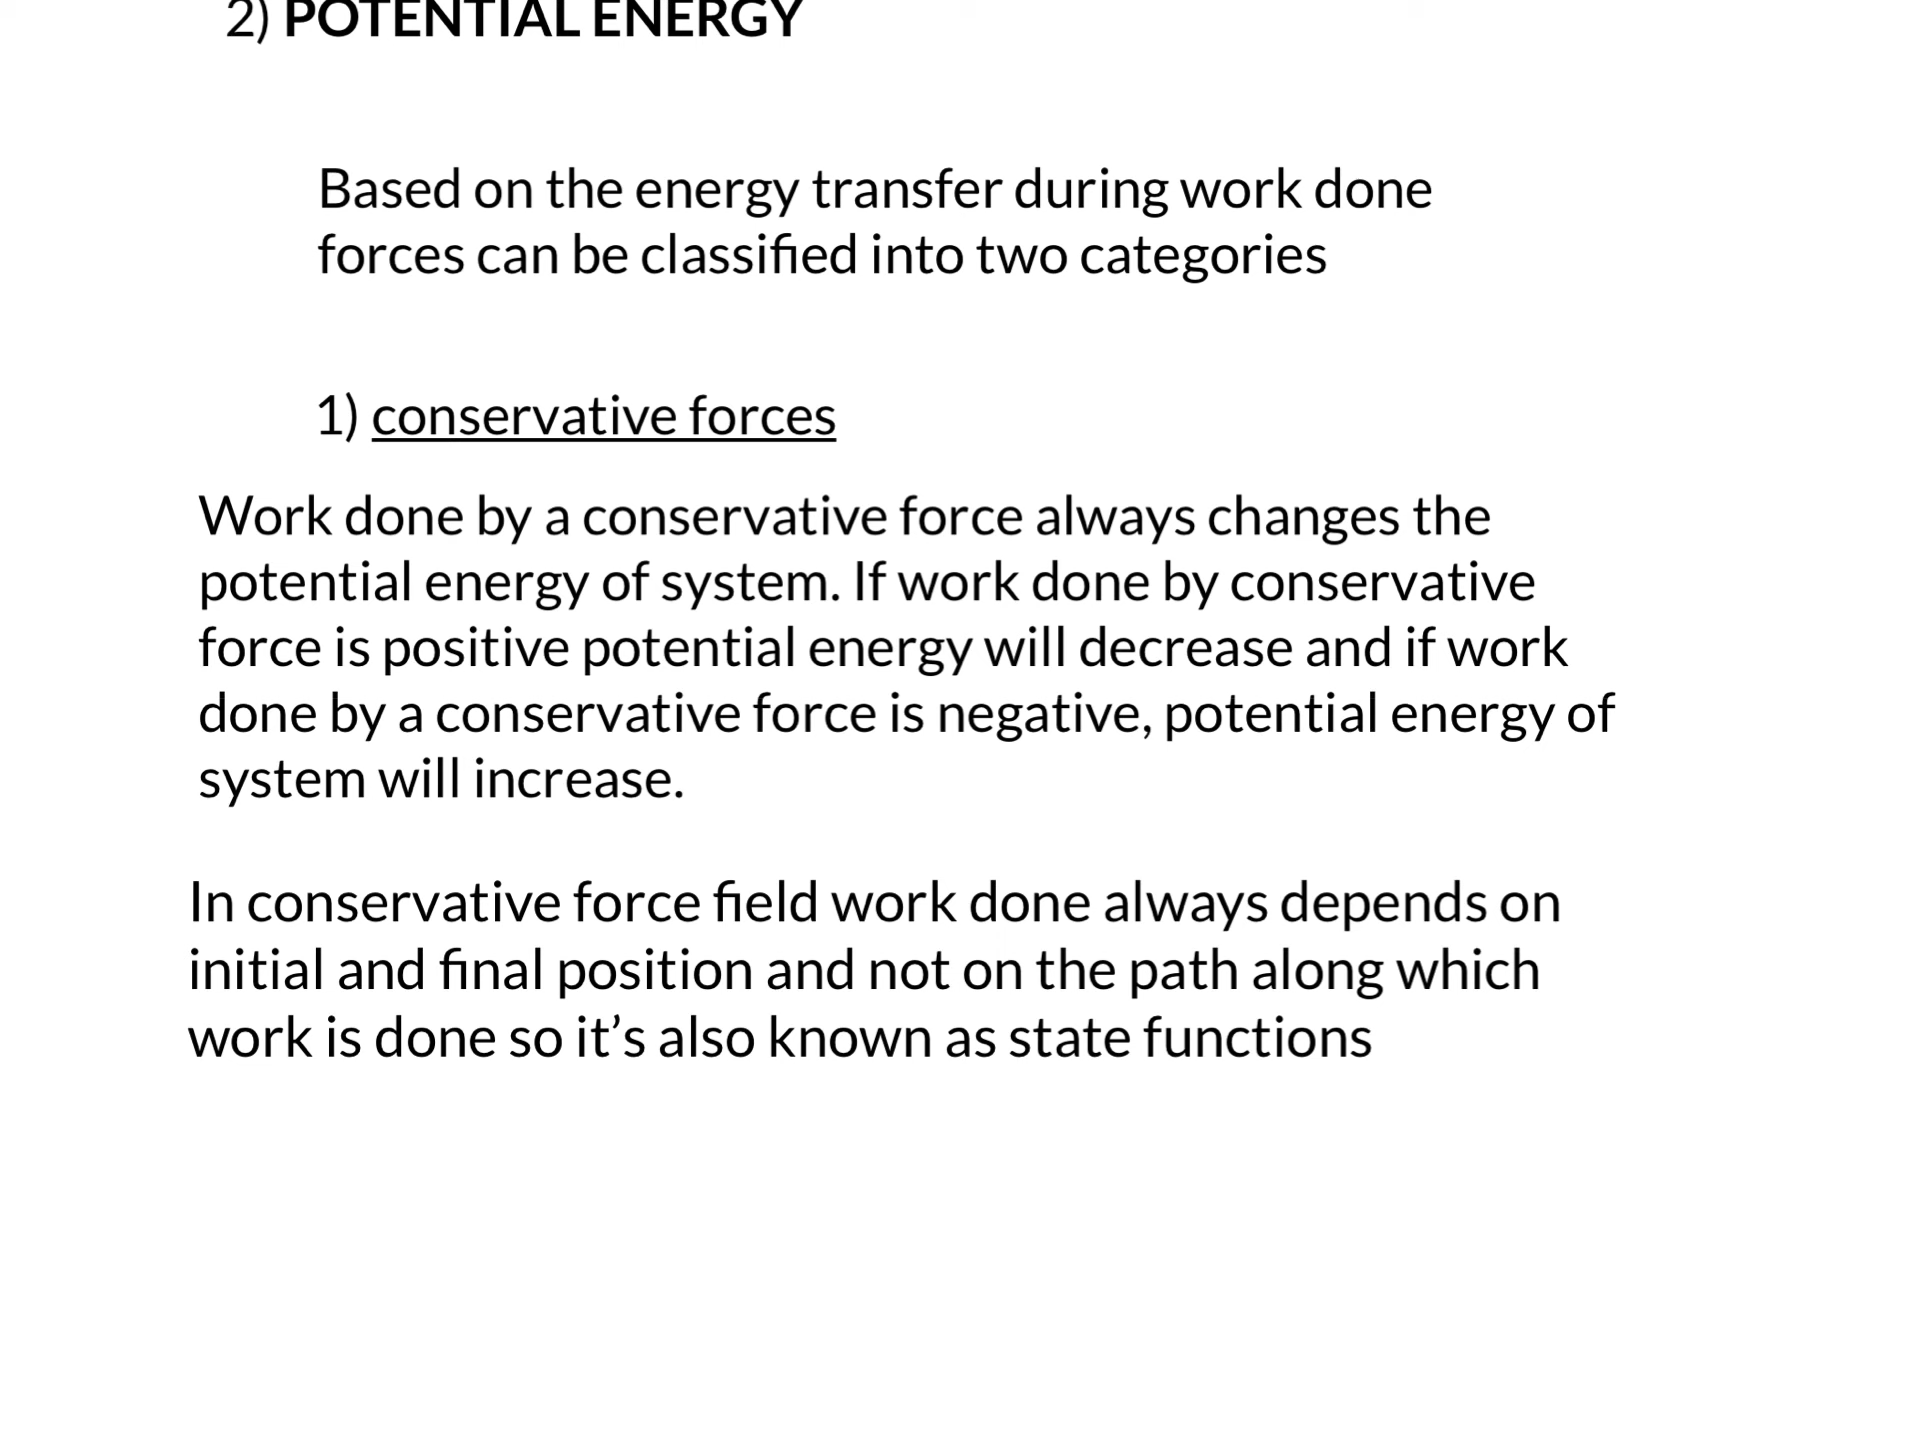 2) POTENTIAL ENERGY
Based on the energy transfer during work done
forces can be classified into two categories
1) conservative forces
Work done by a conservative force always changes the
potential energy of system. If work done by conservative
force is positive potential energy will decrease and if work
done by a conservative force is negative, potential energy of
system will increase.
In conservative force field work done always depends on
initial and final position and not on the path along which
work is done so it’s also known as state functions